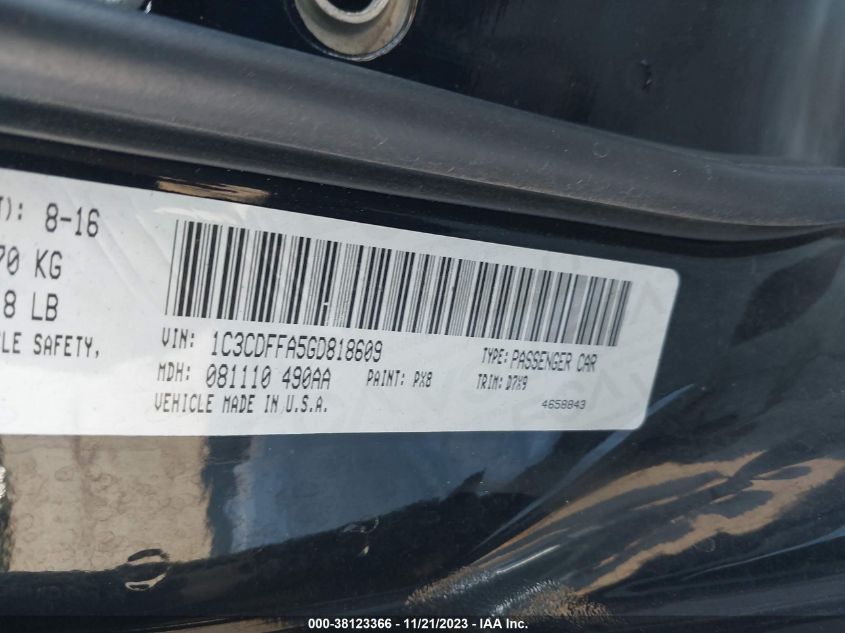 T): 8-16
70 KG
8 LB
LE SAFETY,
VIN: 1C3CDFFA5GD818609
TYPE: PASSENGER CAR
MDH: 081110 490AA
PAINT: PX8
TRIM: D7X9
VEHICLE MADE IN U.S.A.
4658843
000-38123366 - 11/21/2023 - IAA Inc.